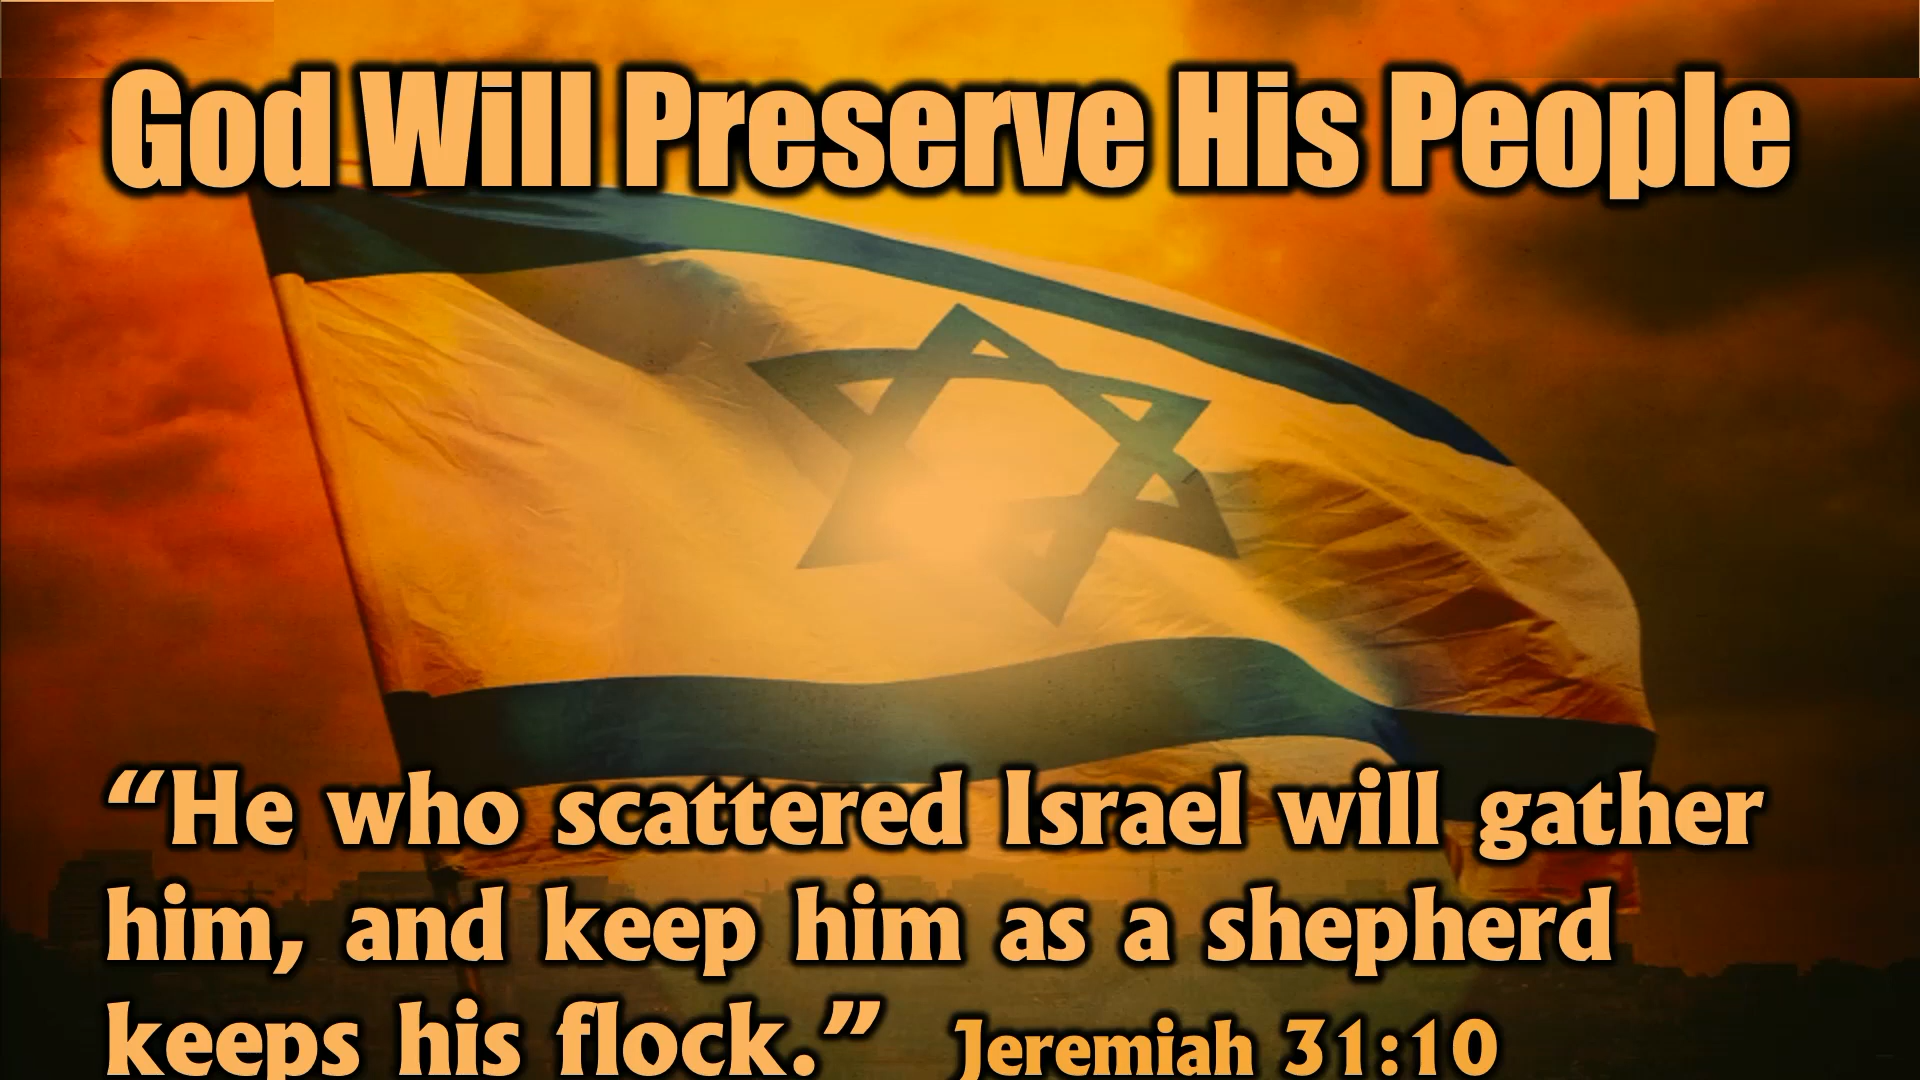 God Will Preserve His People
“He who scattered Israel will gather
him, and keep him as a shepherd
keeps his flock.” Jeremiah 31:10